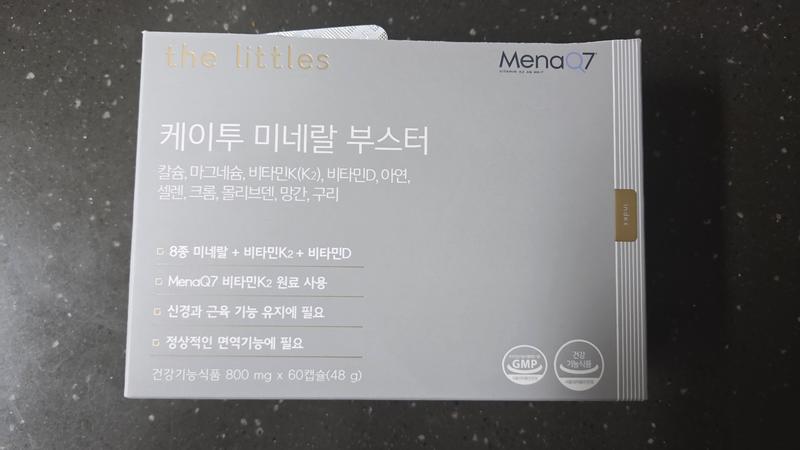 the littles
MenaQ7
VITAMIN K2 AS MK-7
케이투 미네랄 부스터
칼슘, 마그네슘, 비타민K(K2), 비타민D, 아연,
셀렌, 크롬, 몰리브덴, 망간, 구리
index
8종 미네랄 + 비타민K2 + 비타민D
MenaQ7 비타민K2 원료 사용
신경과 근육 기능 유지에 필요
정상적인 면역기능에 필요
GMP
건강
기능식품
건강기능식품 800 mg x 60캡슐(48 g)